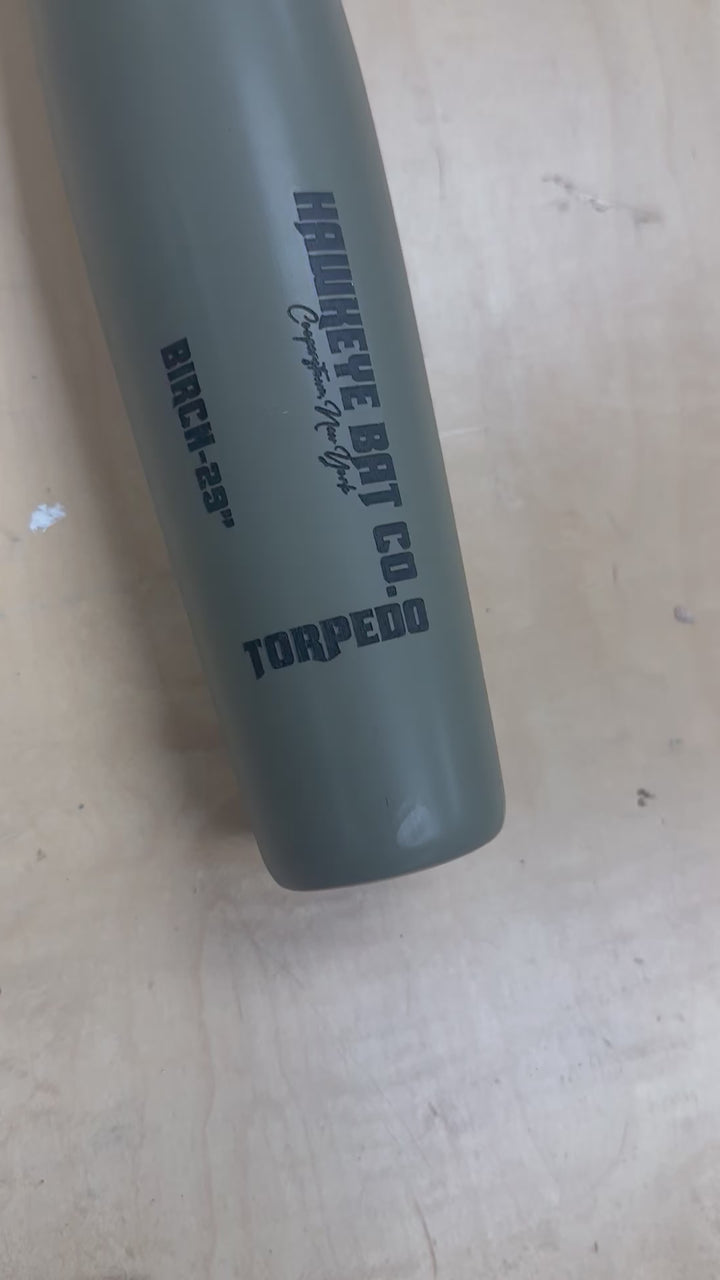 HAWKEYE BAT CO.
Cooperstown, New York
BIRCH-29"
TORPEDO